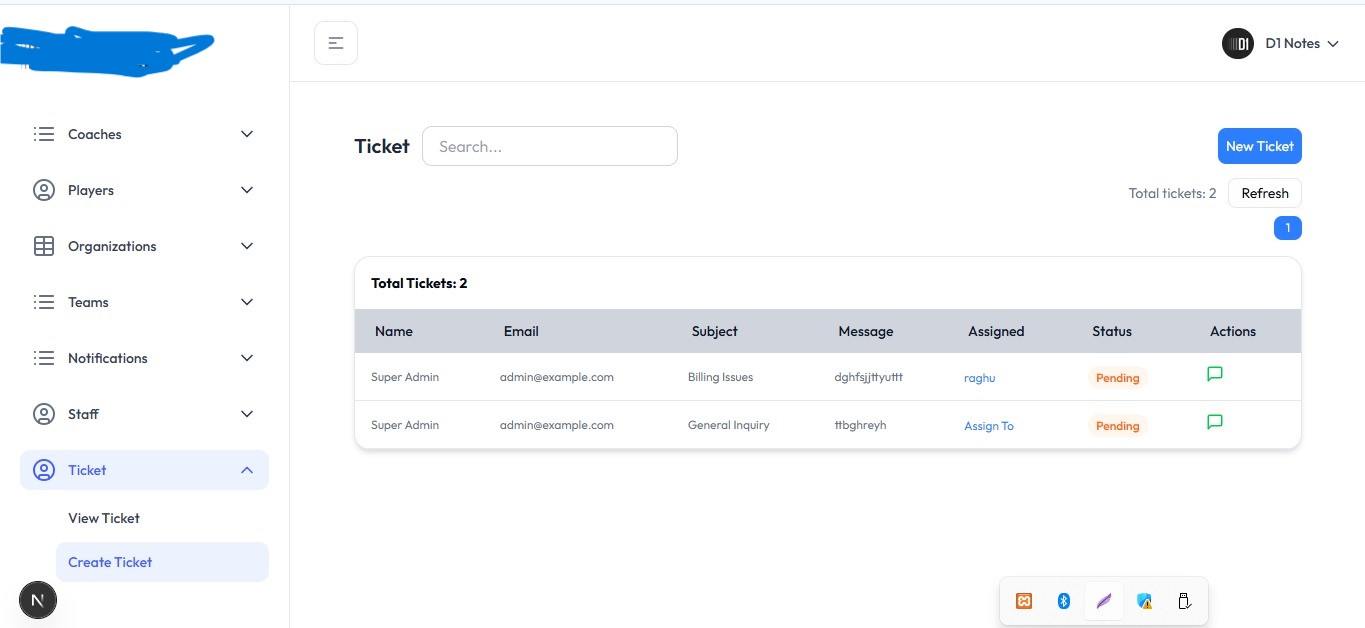 D1 D1 Notes
Coaches
Players
Organizations
Teams
Notifications
Staff
Ticket
View Ticket
Create Ticket
N
Ticket Search... New Ticket
Total tickets: 2 Refresh
1
Total Tickets: 2
Name Email Subject Message Assigned Status Actions
Super Admin admin@example.com Billing Issues dghfsjjttyuttt raghu Pending
Super Admin admin@example.com General Inquiry ttbghreyh Assign To Pending